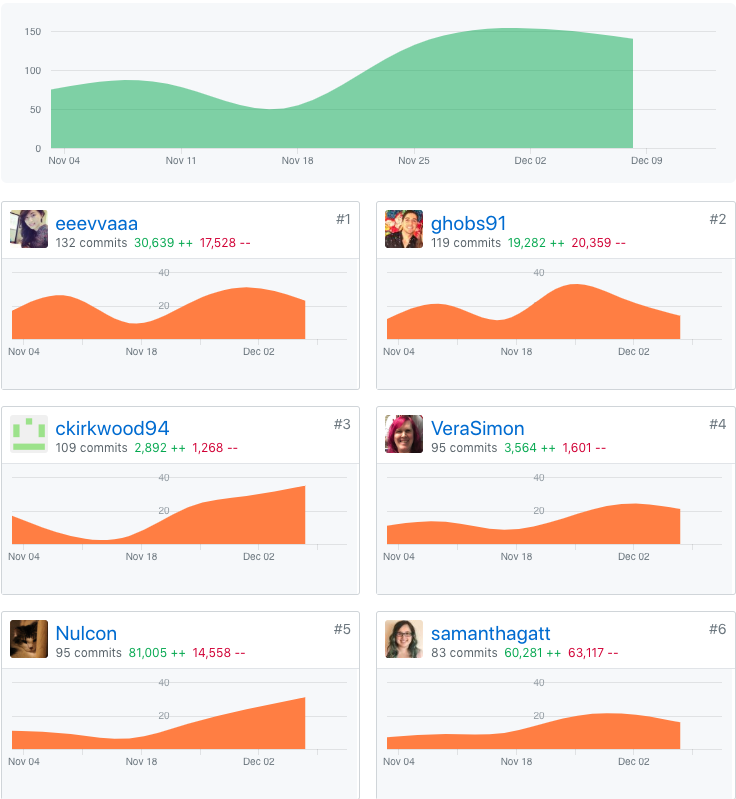 150
100
50
0
Nov 04 Nov 11 Nov 18 Nov 25 Dec 02 Dec 09
eeevvaaa #1
132 commits 30,639 ++ 17,528 --
40
20
Nov 04 Nov 18 Dec 02
ghobs91 #2
119 commits 19,282 ++ 20,359 --
40
20
Nov 04 Nov 18 Dec 02
ckirkwood94 #3
109 commits 2,892 ++ 1,268 --
40
20
Nov 04 Nov 18 Dec 02
VeraSimon #4
95 commits 3,564 ++ 1,601 --
40
20
Nov 04 Nov 18 Dec 02
Nulcon #5
95 commits 81,005 ++ 14,558 --
40
20
Nov 04 Nov 18 Dec 02
samanthagatt #6
83 commits 60,281 ++ 63,117 --
40
20
Nov 04 Nov 18 Dec 02